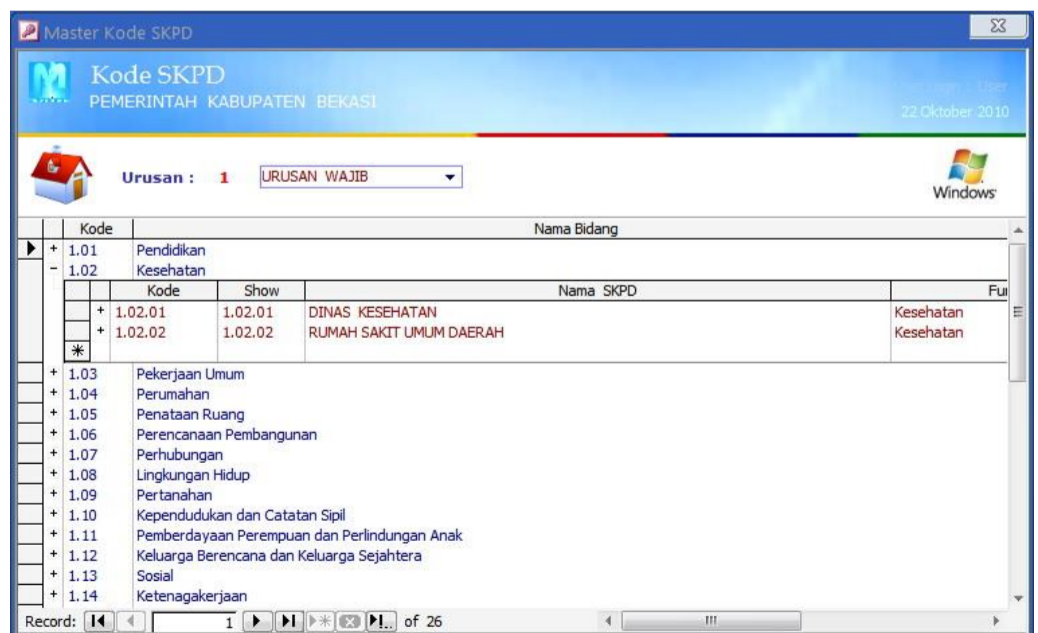 Master Kode SKPD
Kode SKPD
PEMERINTAH KABUPATEN BEKASI
22 Oktober 2010
Urusan : 1 URUSAN WAJIB
Windows
Kode Nama Bidang
+ 1.01 Pendidikan
- 1.02 Kesehatan
Kode Show Nama SKPD Fu
+ 1.02.01 1.02.01 DINAS KESEHATAN Kesehatan
+ 1.02.02 1.02.02 RUMAH SAKIT UMUM DAERAH Kesehatan
+ 1.03 Pekerjaan Umum
+ 1.04 Perumahan
+ 1.05 Penataan Ruang
+ 1.06 Perencanaan Pembangunan
+ 1.07 Perhubungan
+ 1.08 Lingkungan Hidup
+ 1.09 Pertanahan
+ 1.10 Kependudukan dan Catatan Sipil
+ 1.11 Pemberdayaan Perempuan dan Perlindungan Anak
+ 1.12 Keluarga Berencana dan Keluarga Sejahtera
+ 1.13 Sosial
+ 1.14 Ketenagakerjaan
Record: 1 of 26